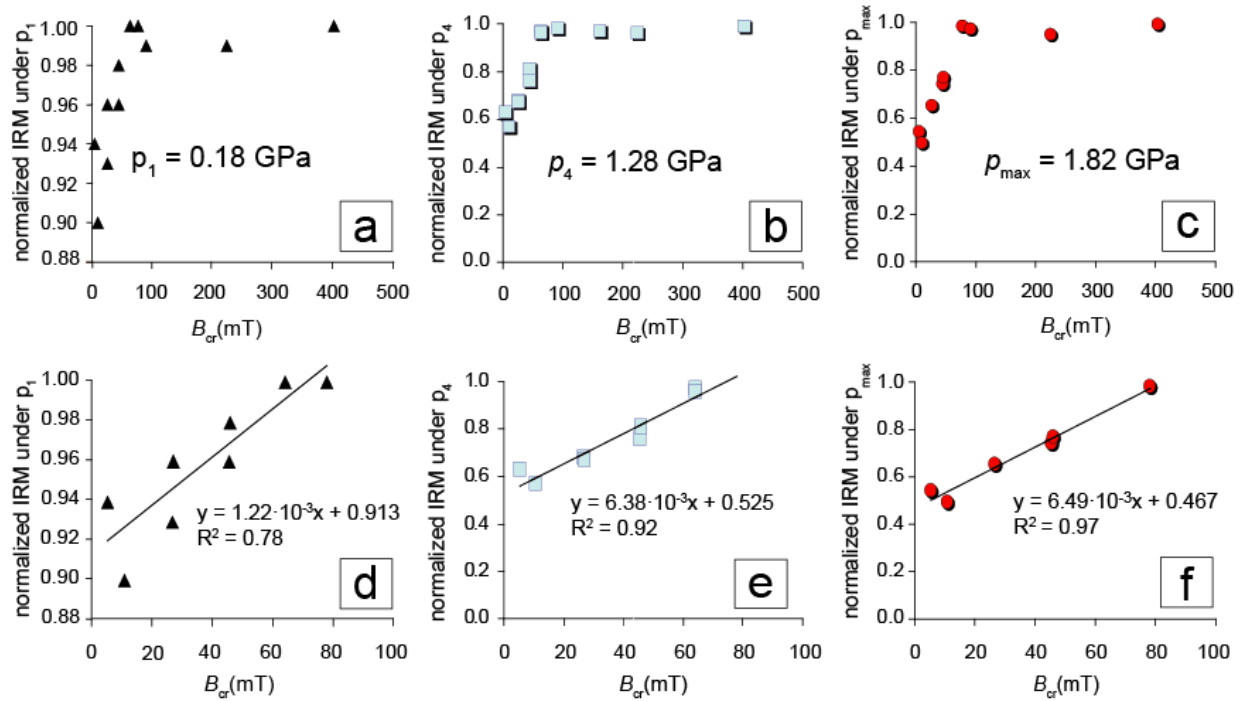 normalized IRM under p1
1.00
0.98
0.96
0.94
0.92
0.90
0.88
p1 = 0.18 GPa
a
0 100 200 300 400 500
Bcr(mT)
normalized IRM under p4
1.0
0.8
0.6
0.4
0.2
0.0
p4 = 1.28 GPa
b
0 100 200 300 400 500
Bcr(mT)
normalized IRM under pmax
1.0
0.8
0.6
0.4
0.2
0.0
pmax = 1.82 GPa
c
0 100 200 300 400 500
Bcr(mT)
normalized IRM under p1
1.00
0.98
0.96
0.94
0.92
0.90
0.88
y = 1.22·10⁻³x + 0.913
R² = 0.78
d
0 20 40 60 80 100
Bcr(mT)
normalized IRM under p4
1.0
0.8
0.6
0.4
0.2
0.0
y = 6.38·10⁻³x + 0.525
R² = 0.92
e
0 20 40 60 80 100
Bcr(mT)
normalized IRM under pmax
1.0
0.8
0.6
0.4
0.2
0.0
y = 6.49·10⁻³x + 0.467
R² = 0.97
f
0 20 40 60 80 100
Bcr(mT)